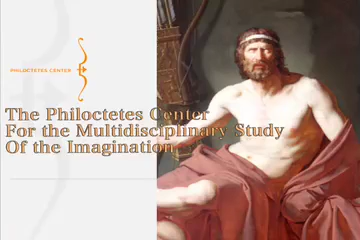 PHILOCTETES CENTER
The Philoctetes Center
For the Multidisciplinary Study
Of the Imagination